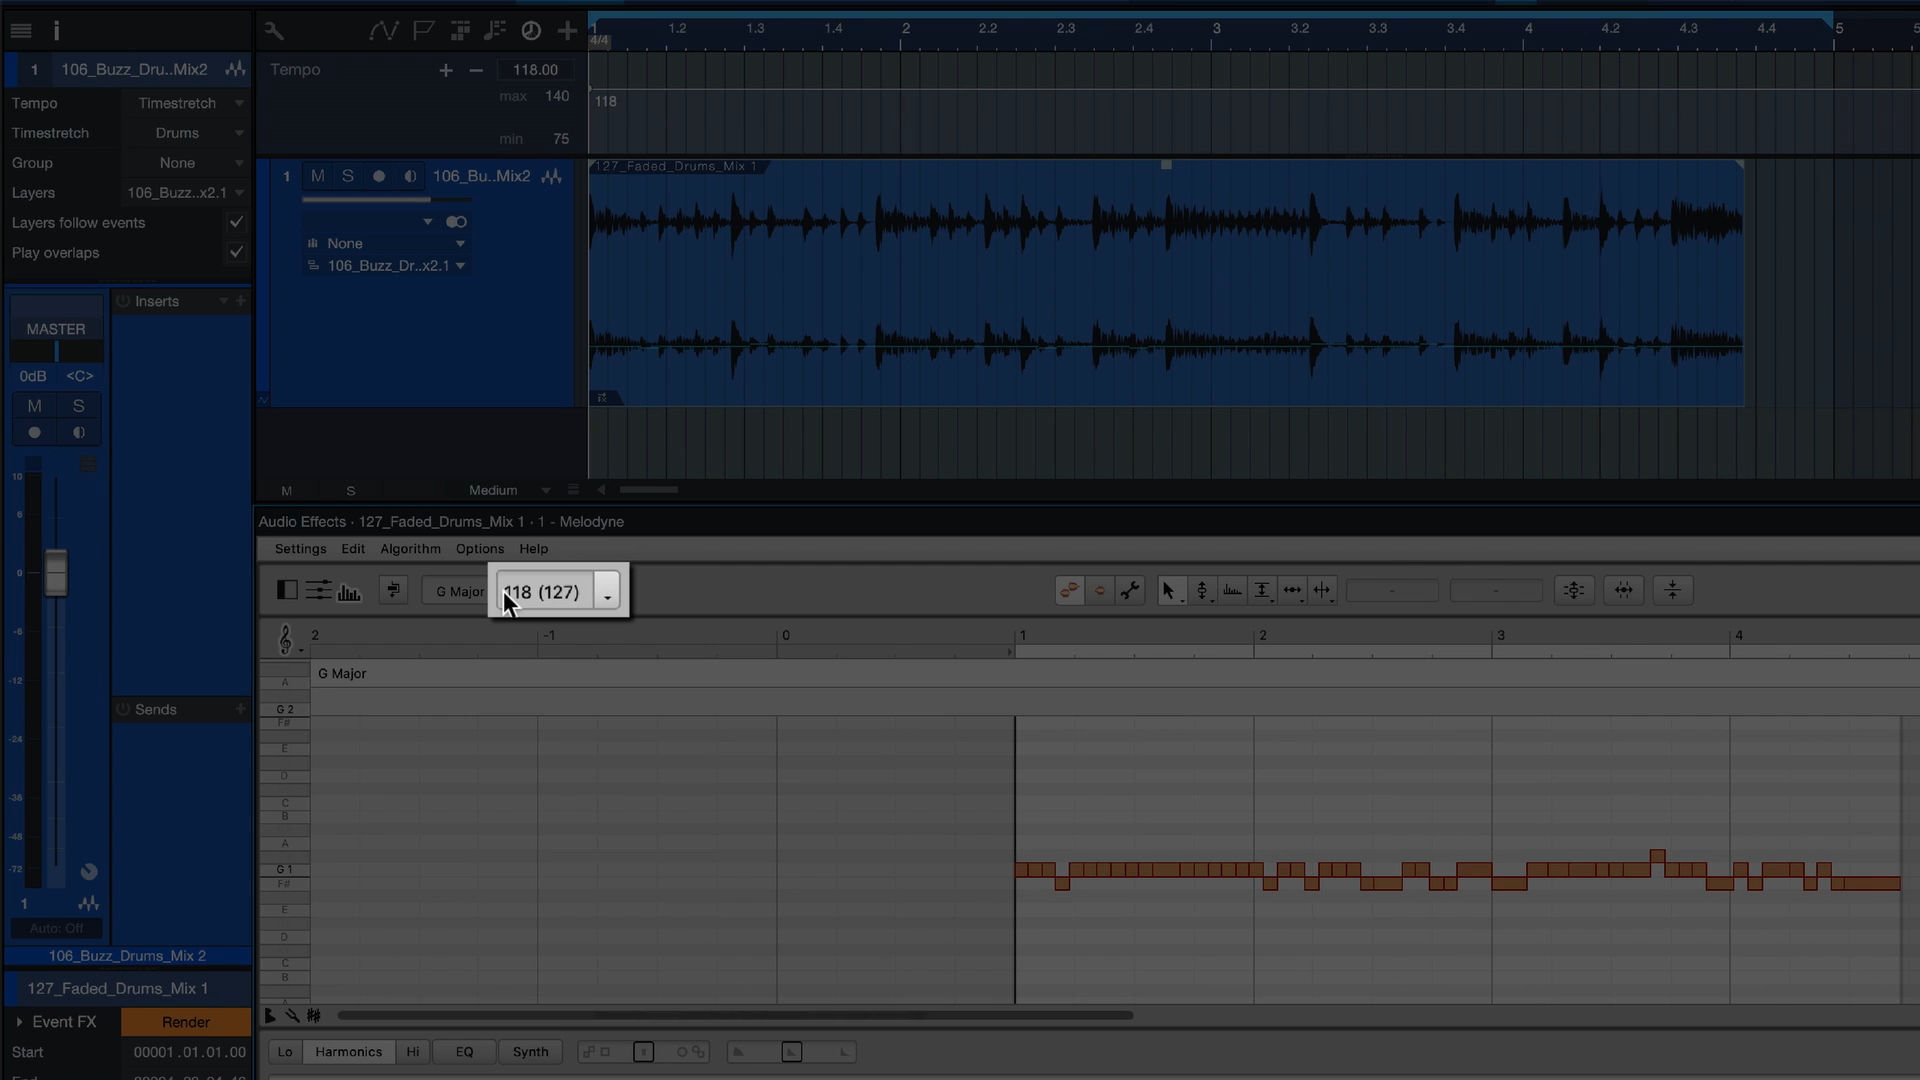 i
1 106_Buzz_Dru..Mix2
Tempo Timestretch
Timestretch Drums
Group None
Layers 106_Buzz..x2.1
Layers follow events
Play overlaps
MASTER
0dB <C>
M S
10
6
0
-6
-12
-24
-36
-48
-72
1
Auto: Off
106_Buzz_Drums_Mix 2
127_Faded_Drums_Mix 1
Event FX Render
Start 00001.01.01.00
Inserts
Sends
Tempo + − 118.00
max 140
min 75
1 1.2 1.3 1.4 2 2.2 2.3 2.4 3 3.2 3.3 3.4 4 4.2 4.3 4.4 5
4/4
118
1 M S 106_Bu..Mix2
None
106_Buzz_Dr..x2.1
127_Faded_Drums_Mix 1
M S Medium
Audio Effects · 127_Faded_Drums_Mix 1 · 1 - Melodyne
Settings Edit Algorithm Options Help
G Major 118 (127)
- -
2 -1 0 1 2 3 4
G Major
A
G 2
F#
E
D
C
B
A
G 1
F#
E
D
C
B
Lo Harmonics Hi EQ Synth